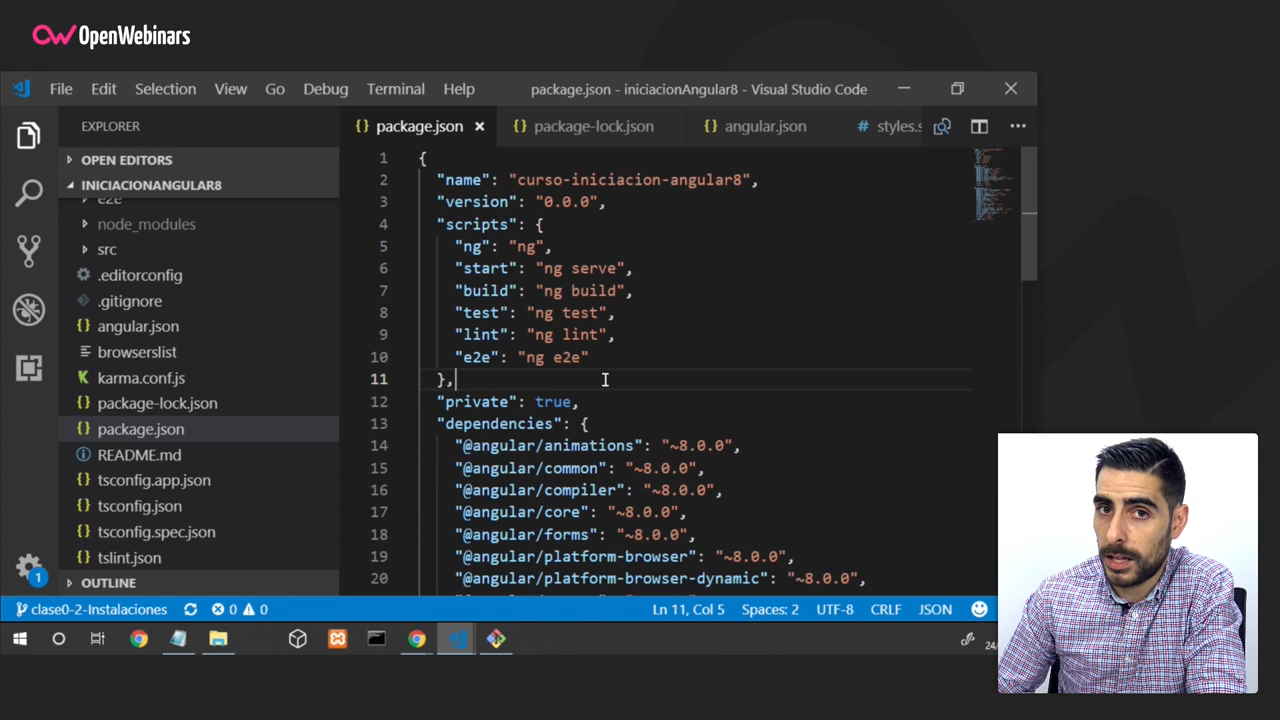 OpenWebinars
File Edit Selection View Go Debug Terminal Help package.json - iniciacionAngular8 - Visual Studio Code
EXPLORER
OPEN EDITORS
INICIACIONANGULAR8
e2e
node_modules
src
.editorconfig
.gitignore
{} angular.json
browserslist
karma.conf.js
{} package-lock.json
{} package.json
README.md
{} tsconfig.app.json
{} tsconfig.json
{} tsconfig.spec.json
{} tslint.json
OUTLINE
1
{} package.json {} package-lock.json {} angular.json # styles.s
1 {
2 "name": "curso-iniciacion-angular8",
3 "version": "0.0.0",
4 "scripts": {
5 "ng": "ng",
6 "start": "ng serve",
7 "build": "ng build",
8 "test": "ng test",
9 "lint": "ng lint",
10 "e2e": "ng e2e"
11 },
12 "private": true,
13 "dependencies": {
14 "@angular/animations": "~8.0.0",
15 "@angular/common": "~8.0.0",
16 "@angular/compiler": "~8.0.0",
17 "@angular/core": "~8.0.0",
18 "@angular/forms": "~8.0.0",
19 "@angular/platform-browser": "~8.0.0",
20 "@angular/platform-browser-dynamic": "~8.0.0",
clase0-2-Instalaciones 0 0 Ln 11, Col 5 Spaces: 2 UTF-8 CRLF JSON
24/